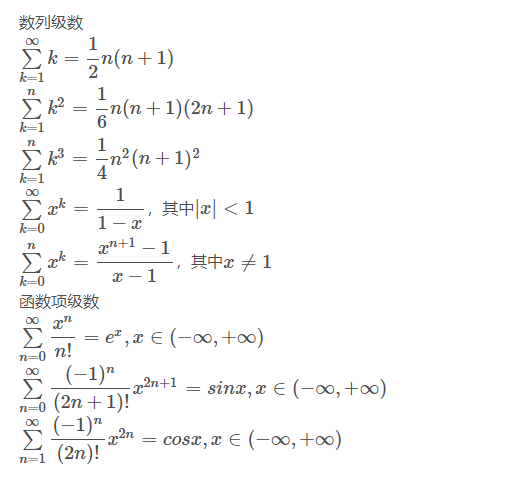 数列级数
$\sum_{k=1}^{\infty} k = \frac{1}{2}n(n+1)$
$\sum_{k=1}^{n} k^2 = \frac{1}{6}n(n+1)(2n+1)$
$\sum_{k=1}^{n} k^3 = \frac{1}{4}n^2(n+1)^2$
$\sum_{k=0}^{\infty} x^k = \frac{1}{1-x}$，其中$|x| < 1$
$\sum_{k=0}^{n} x^k = \frac{x^{n+1}-1}{x-1}$，其中$x \neq 1$
函数项级数
$\sum_{n=0}^{\infty} \frac{x^n}{n!} = e^x, x \in (-\infty, +\infty)$
$\sum_{n=0}^{\infty} \frac{(-1)^n}{(2n+1)!} x^{2n+1} = sinx, x \in (-\infty, +\infty)$
$\sum_{n=1}^{\infty} \frac{(-1)^n}{(2n)!} x^{2n} = cosx, x \in (-\infty, +\infty)$